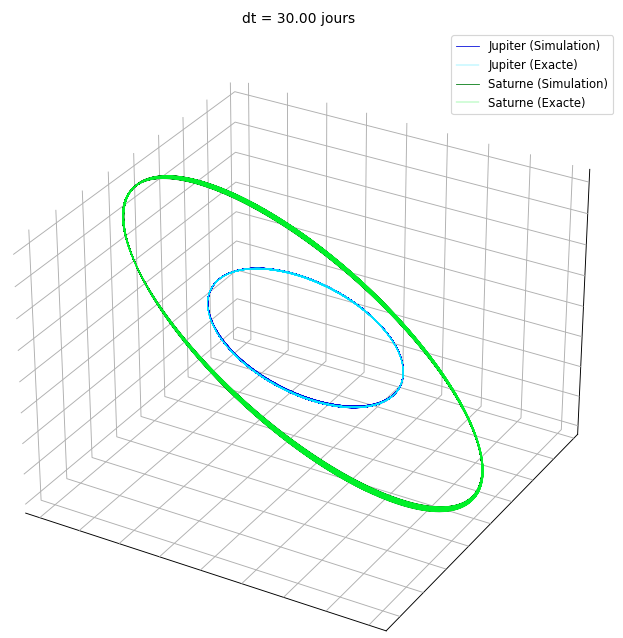 dt = 30.00 jours
Jupiter (Simulation)
Jupiter (Exacte)
Saturne (Simulation)
Saturne (Exacte)